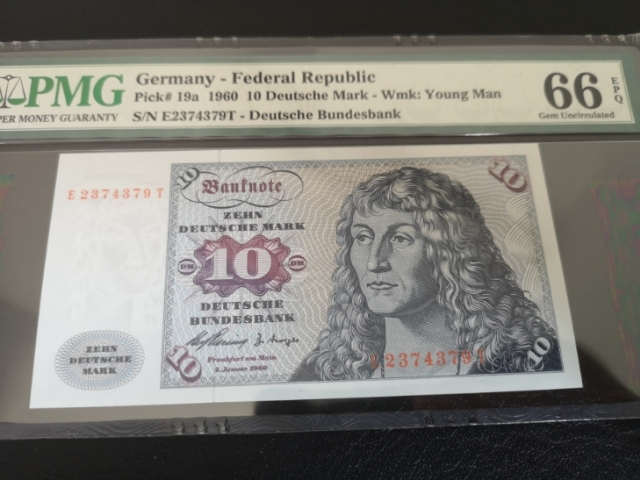 PMG
PER MONEY GUARANTY
Germany - Federal Republic
Pick# 19a 1960 10 Deutsche Mark - Wmk: Young Man
S/N E2374379T - Deutsche Bundesbank
66 EPQ
Gem Uncirculated
E 2374379 T
10
Banknote
ZEHN
DEUTSCHE MARK
DM 10 DM
DEUTSCHE
BUNDESBANK
Frankfurt am Main
2. Januar 1960
10
10
10
ZEHN
DEUTSCHE
MARK
2374379